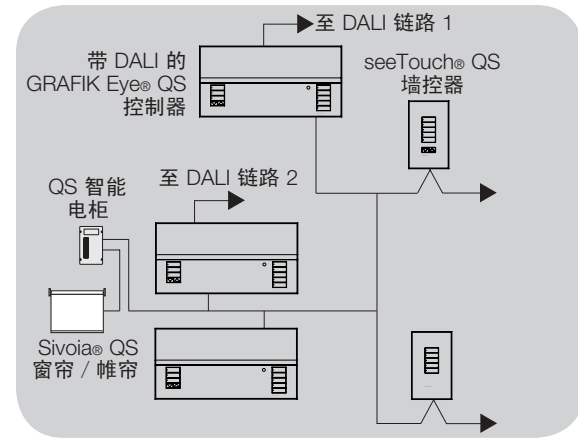 至 DALI 链路 1
带 DALI 的
GRAFIK Eye® QS
控制器
seeTouch® QS
墙控器
QS 智能
电柜
至 DALI 链路 2
Sivoia® QS
窗帘 / 帷帘